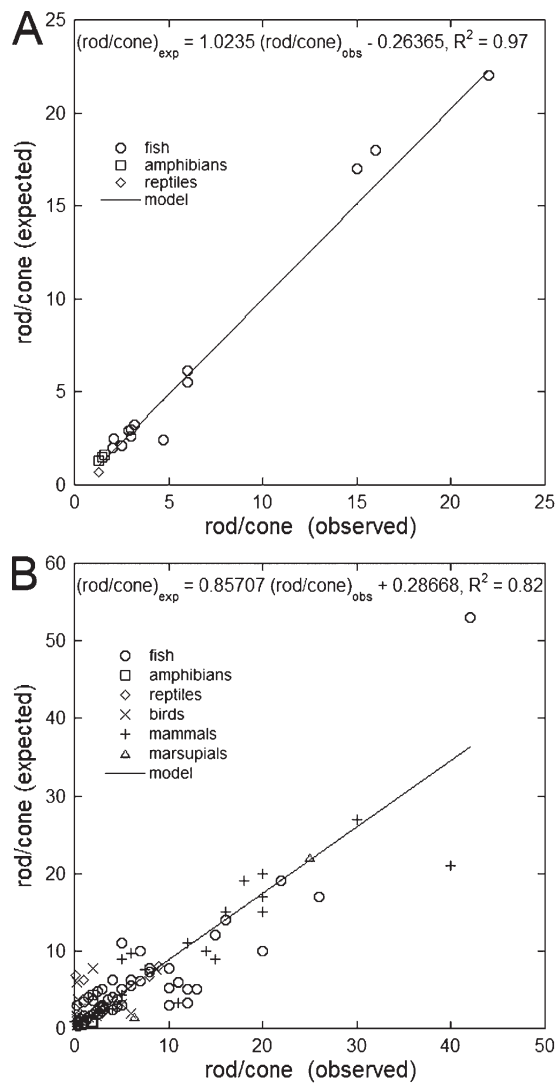 A
(rod/cone)exp = 1.0235 (rod/cone)obs - 0.26365, R2 = 0.97
25
20
15
10
5
0
rod/cone (expected)
fish
amphibians
reptiles
model
0 5 10 15 20 25
rod/cone (observed)
B
(rod/cone)exp = 0.85707 (rod/cone)obs + 0.28668, R2 = 0.82
60
50
40
30
20
10
0
rod/cone (expected)
fish
amphibians
reptiles
birds
mammals
marsupials
model
0 10 20 30 40 50
rod/cone (observed)